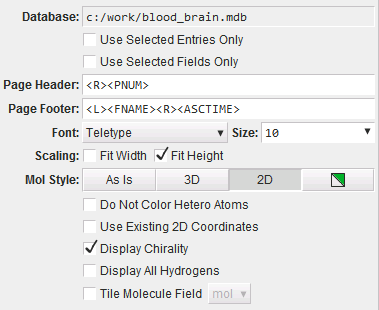 Database: c:/work/blood_brain.mdb
Use Selected Entries Only
Use Selected Fields Only
Page Header: <R><PNUM>
Page Footer: <L><FNAME><R><ASCTIME>
Font: Teletype Size: 10
Scaling: Fit Width Fit Height
Mol Style: As Is 3D 2D
Do Not Color Hetero Atoms
Use Existing 2D Coordinates
Display Chirality
Display All Hydrogens
Tile Molecule Field mol